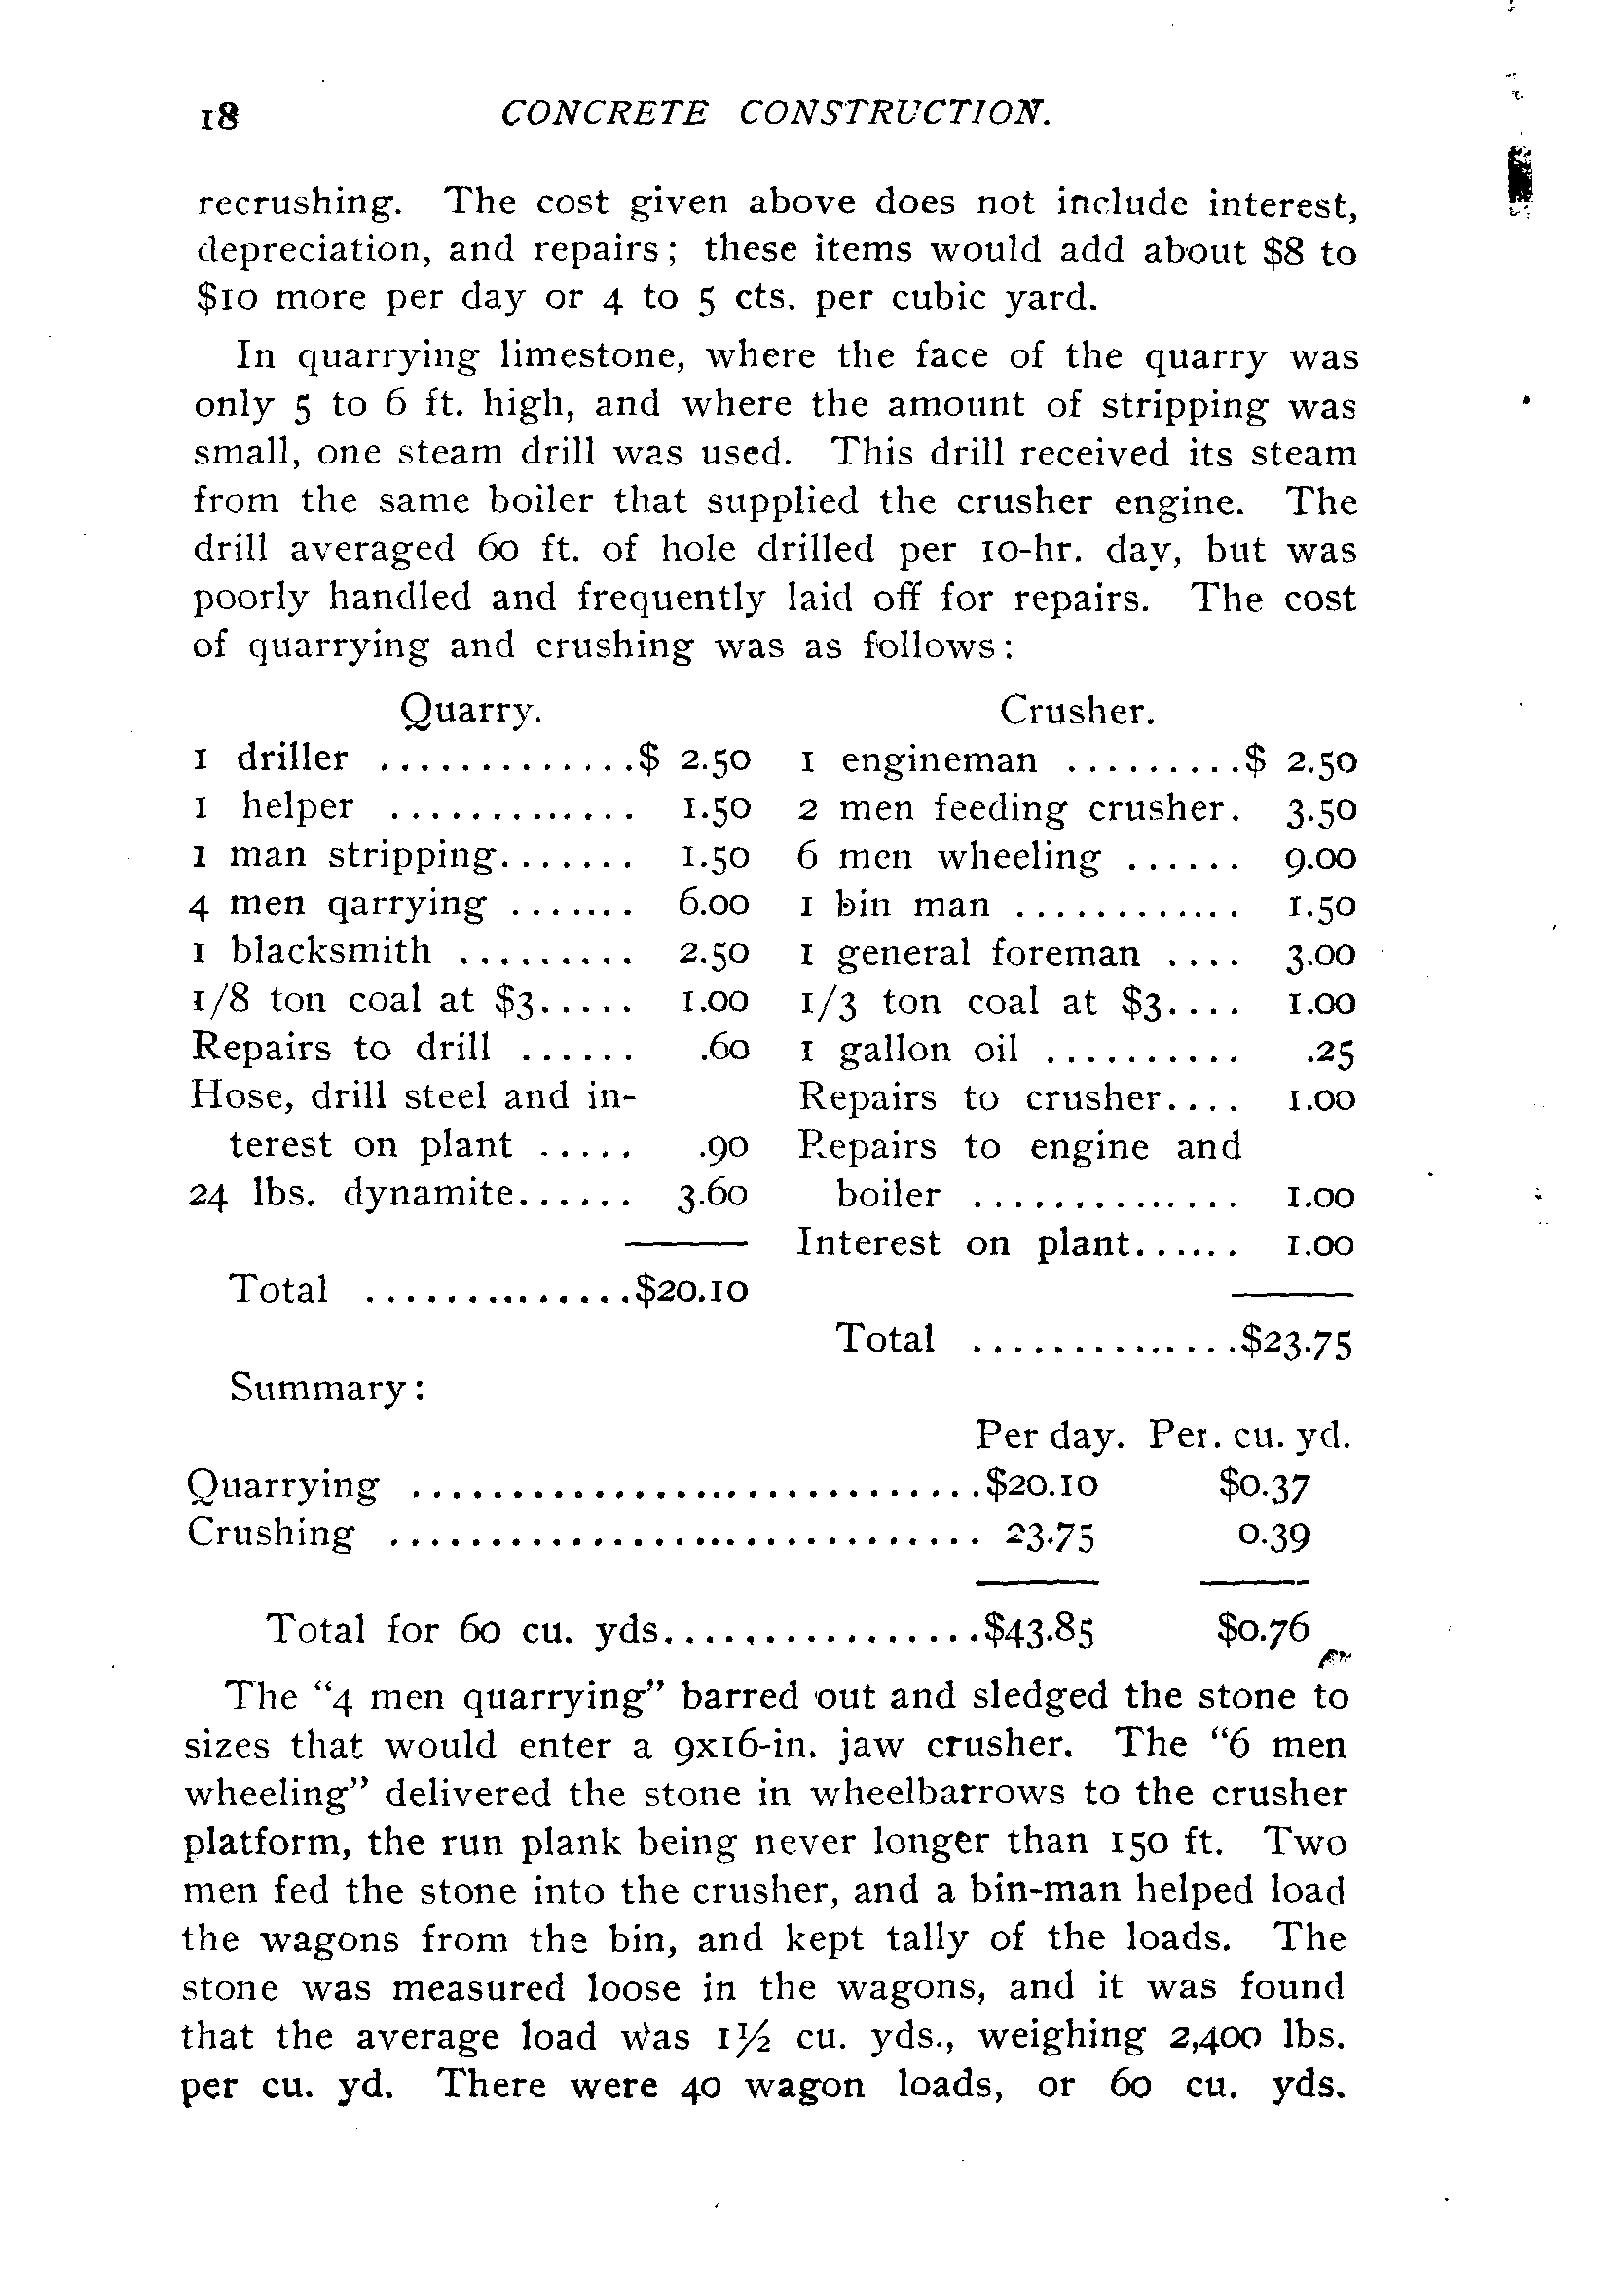 18 CONCRETE CONSTRUCTION.
recrushing. The cost given above does not include interest,
depreciation, and repairs; these items would add about $8 to
$10 more per day or 4 to 5 cts. per cubic yard.
In quarrying limestone, where the face of the quarry was
only 5 to 6 ft. high, and where the amount of stripping was
small, one steam drill was used. This drill received its steam
from the same boiler that supplied the crusher engine. The
drill averaged 60 ft. of hole drilled per 10-hr. day, but was
poorly handled and frequently laid off for repairs. The cost
of quarrying and crushing was as follows:
Quarry.
1 driller .............$ 2.50
1 helper ............. 1.50
1 man stripping....... 1.50
4 men qarrying ....... 6.00
1 blacksmith ......... 2.50
1/8 ton coal at $3..... 1.00
Repairs to drill ...... .60
Hose, drill steel and in-
terest on plant ..... .90
24 lbs. dynamite...... 3.60
Total ..............$20.10
Crusher.
1 engineman .........$ 2.50
2 men feeding crusher. 3.50
6 men wheeling ...... 9.00
1 bin man ............ 1.50
1 general foreman .... 3.00
1/3 ton coal at $3.... 1.00
1 gallon oil .......... .25
Repairs to crusher.... 1.00
Repairs to engine and
boiler .............. 1.00
Interest on plant...... 1.00
Total ..............$23.75
Summary:
Per day. Per. cu. yd.
Quarrying .............................$20.10 $0.37
Crushing .............................. 23.75 0.39
Total for 60 cu. yds................$43.85 $0.76
The "4 men quarrying" barred out and sledged the stone to
sizes that would enter a 9x16-in. jaw crusher. The "6 men
wheeling" delivered the stone in wheelbarrows to the crusher
platform, the run plank being never longer than 150 ft. Two
men fed the stone into the crusher, and a bin-man helped load
the wagons from the bin, and kept tally of the loads. The
stone was measured loose in the wagons, and it was found
that the average load was 1½ cu. yds., weighing 2,400 lbs.
per cu. yd. There were 40 wagon loads, or 60 cu. yds.